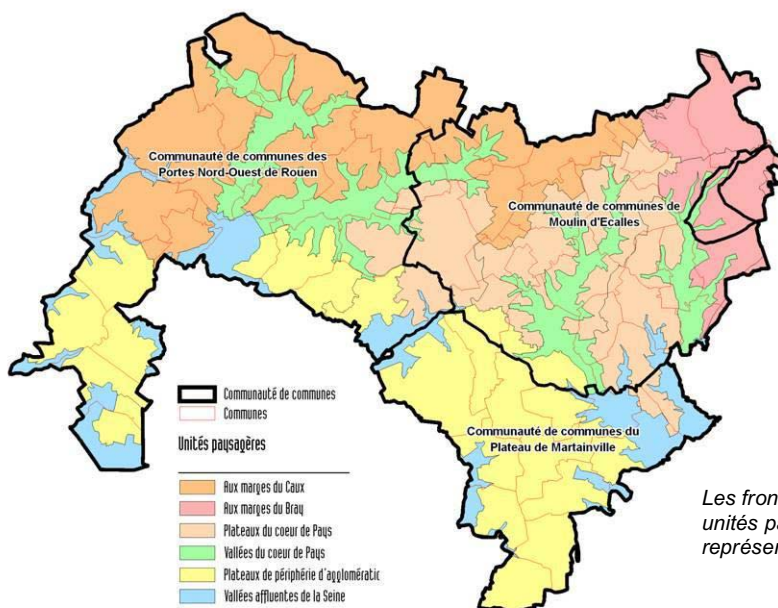 Communauté de communes des
Portes Nord-Ouest de Rouen
Communauté de communes de
Moulin d'Ecalles
Communauté de communes du
Plateau de Martainville
Communauté de communes
Communes
Unités paysagères
Aux marges du Caux
Aux marges du Bray
Plateaux du coeur de Pays
Vallées du coeur de Pays
Plateaux de périphérie d'agglomératic
Vallées affluentes de la Seine
Les fron
unités pa
représer